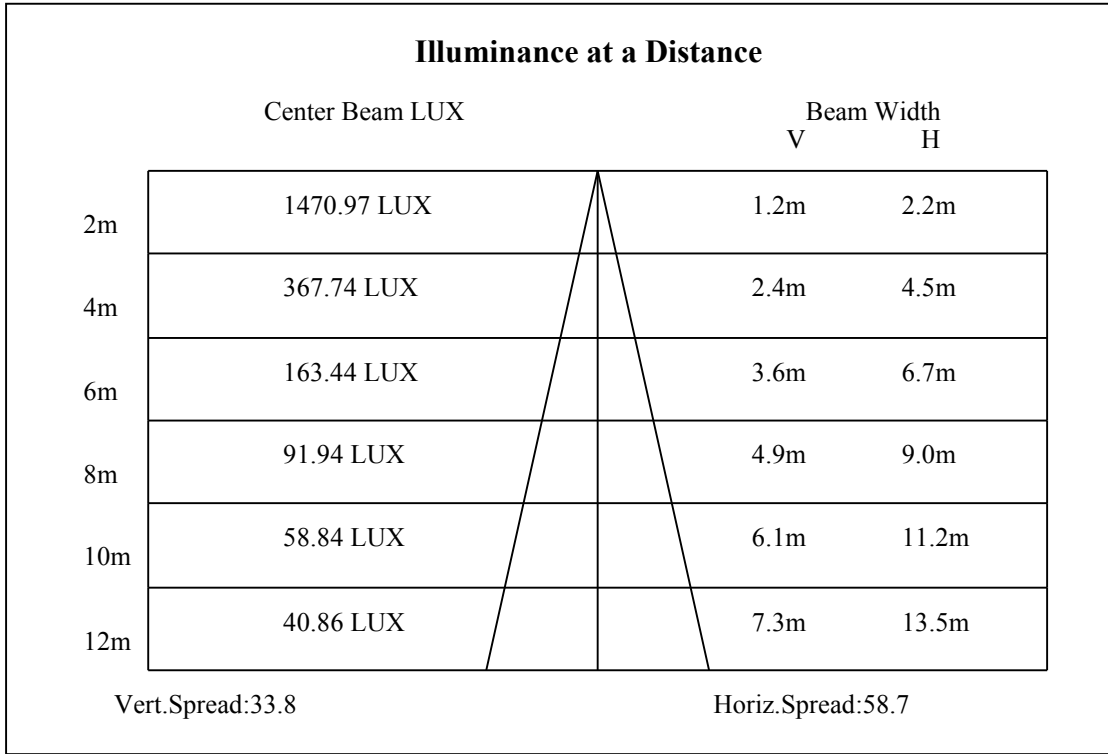 Illuminance at a Distance
Center Beam LUX Beam Width
V H
2m 1470.97 LUX 1.2m 2.2m
4m 367.74 LUX 2.4m 4.5m
6m 163.44 LUX 3.6m 6.7m
8m 91.94 LUX 4.9m 9.0m
10m 58.84 LUX 6.1m 11.2m
12m 40.86 LUX 7.3m 13.5m
Vert.Spread:33.8 Horiz.Spread:58.7